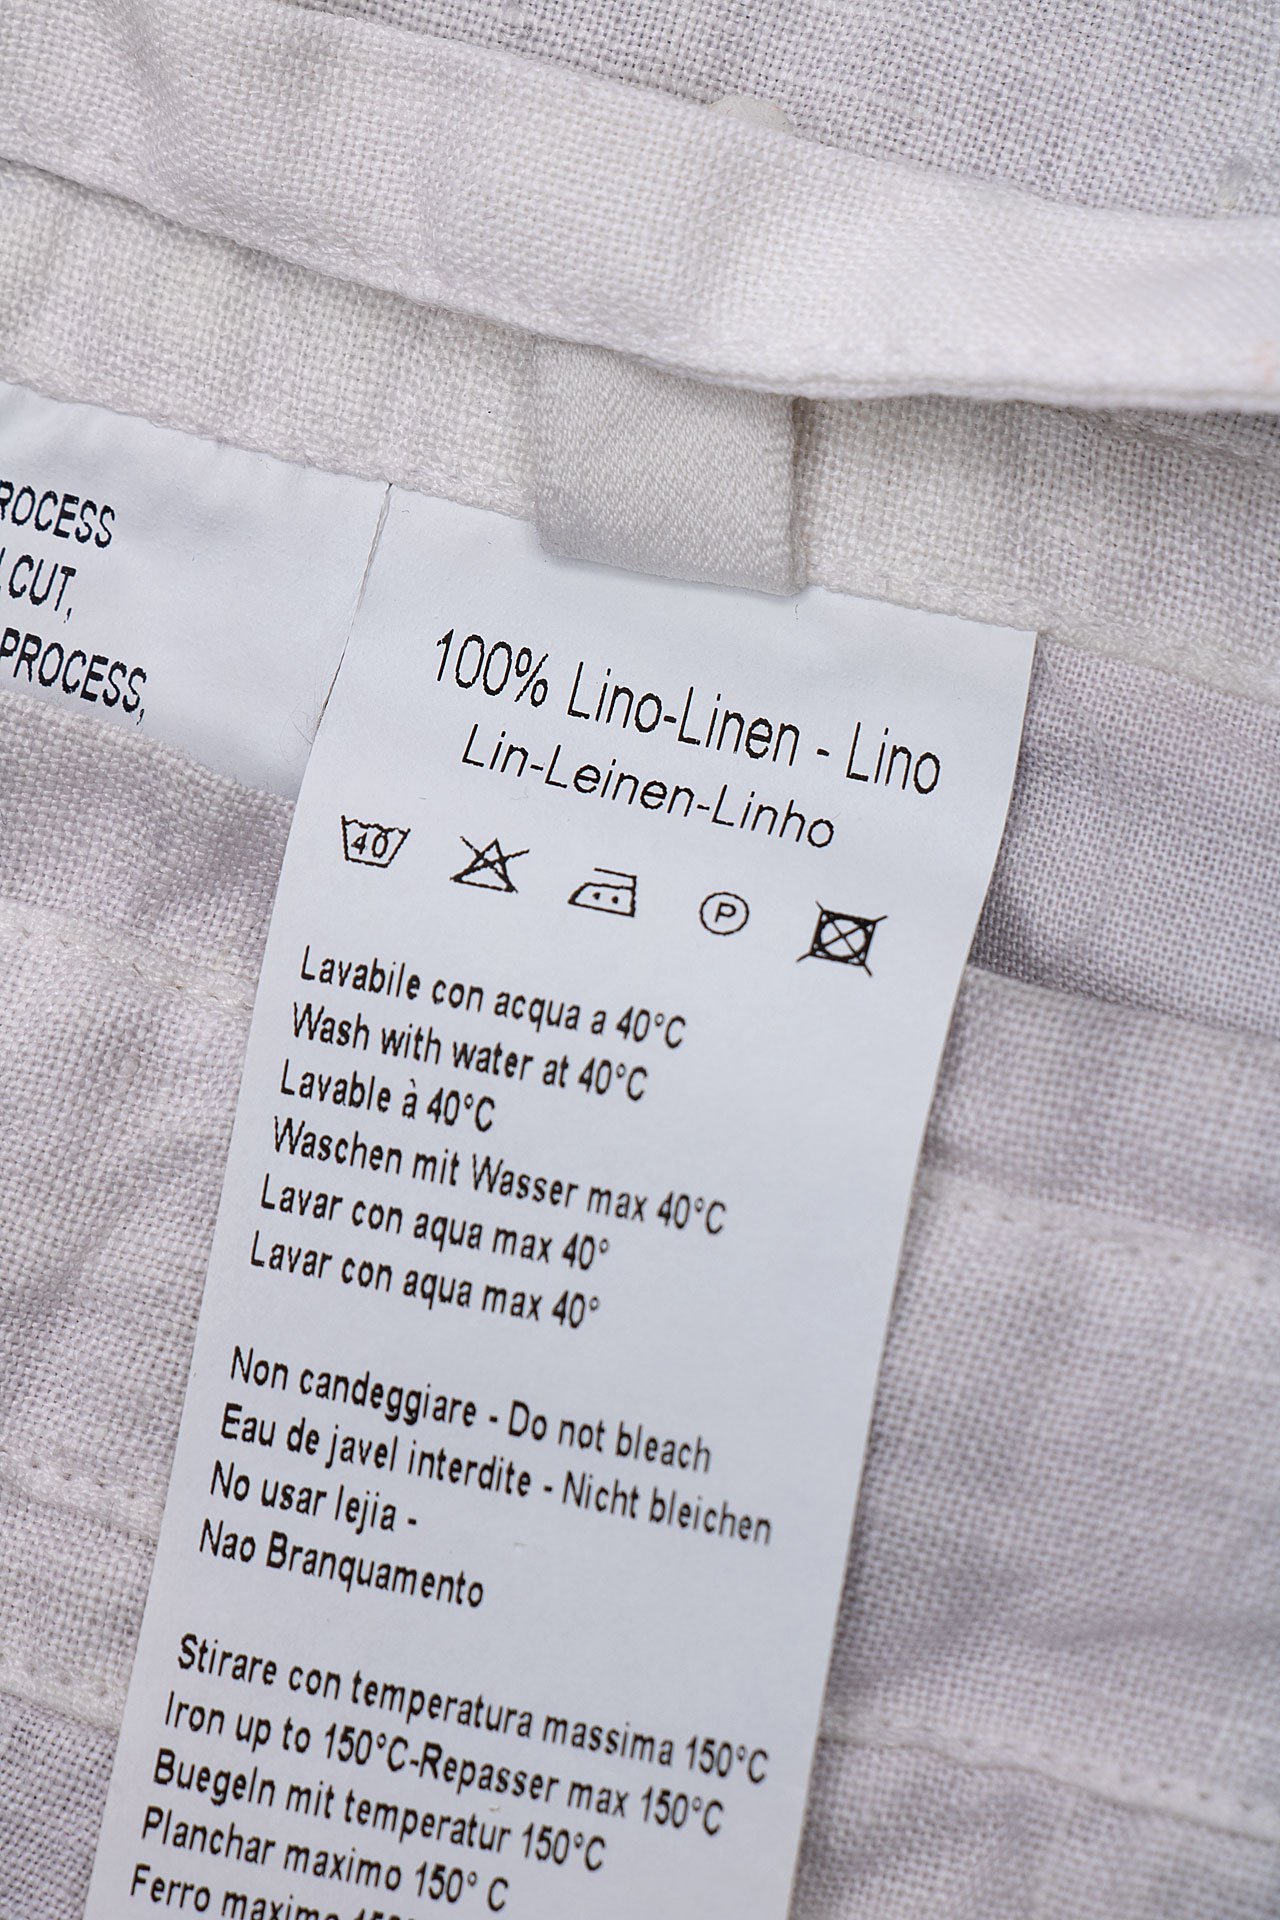 ROCESS
CUT,
PROCESS,
100% Lino-Linen - Lino
Lin-Leinen-Linho
40
P
Lavabile con acqua a 40°C
Wash with water at 40°C
Lavable à 40°C
Waschen mit Wasser max 40°C
Lavar con aqua max 40°
Lavar con aqua max 40°
Non candeggiare - Do not bleach
Eau de javel interdite - Nicht bleichen
No usar lejia -
Nao Branquamento
Stirare con temperatura massima 150°C
Iron up to 150°C-Repasser max 150°C
Buegeln mit temperatur 150°C
Planchar maximo 150° C
Ferro maximo